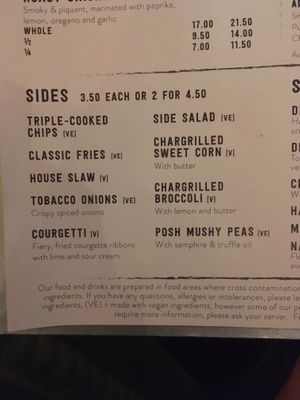 Smoky & piquant, marinated with paprika,
lemon, oregano and garlic
WHOLE 17.00 21.50
½ 9.50 14.00
¼ 7.00 11.50
SIDES 3.50 EACH OR 2 FOR 4.50
TRIPLE-COOKED
CHIPS [VE]
CLASSIC FRIES [VE]
HOUSE SLAW [V]
TOBACCO ONIONS [VE]
Crispy spiced onions
COURGETTI [V]
Fiery, fried courgette ribbons
with lime and sour cream
SIDE SALAD [VE]
CHARGRILLED
SWEET CORN [V]
With butter
CHARGRILLED
BROCCOLI [V]
With lemon and butter
POSH MUSHY PEAS [VE]
With samphire & truffle oil
Our food and drinks are prepared in food areas where cross contamination
ingredients. If you have any questions, allergies or intolerances, please
ingredients, (VE) = made with vegan ingredients, however some of our
require more information, please ask your server.